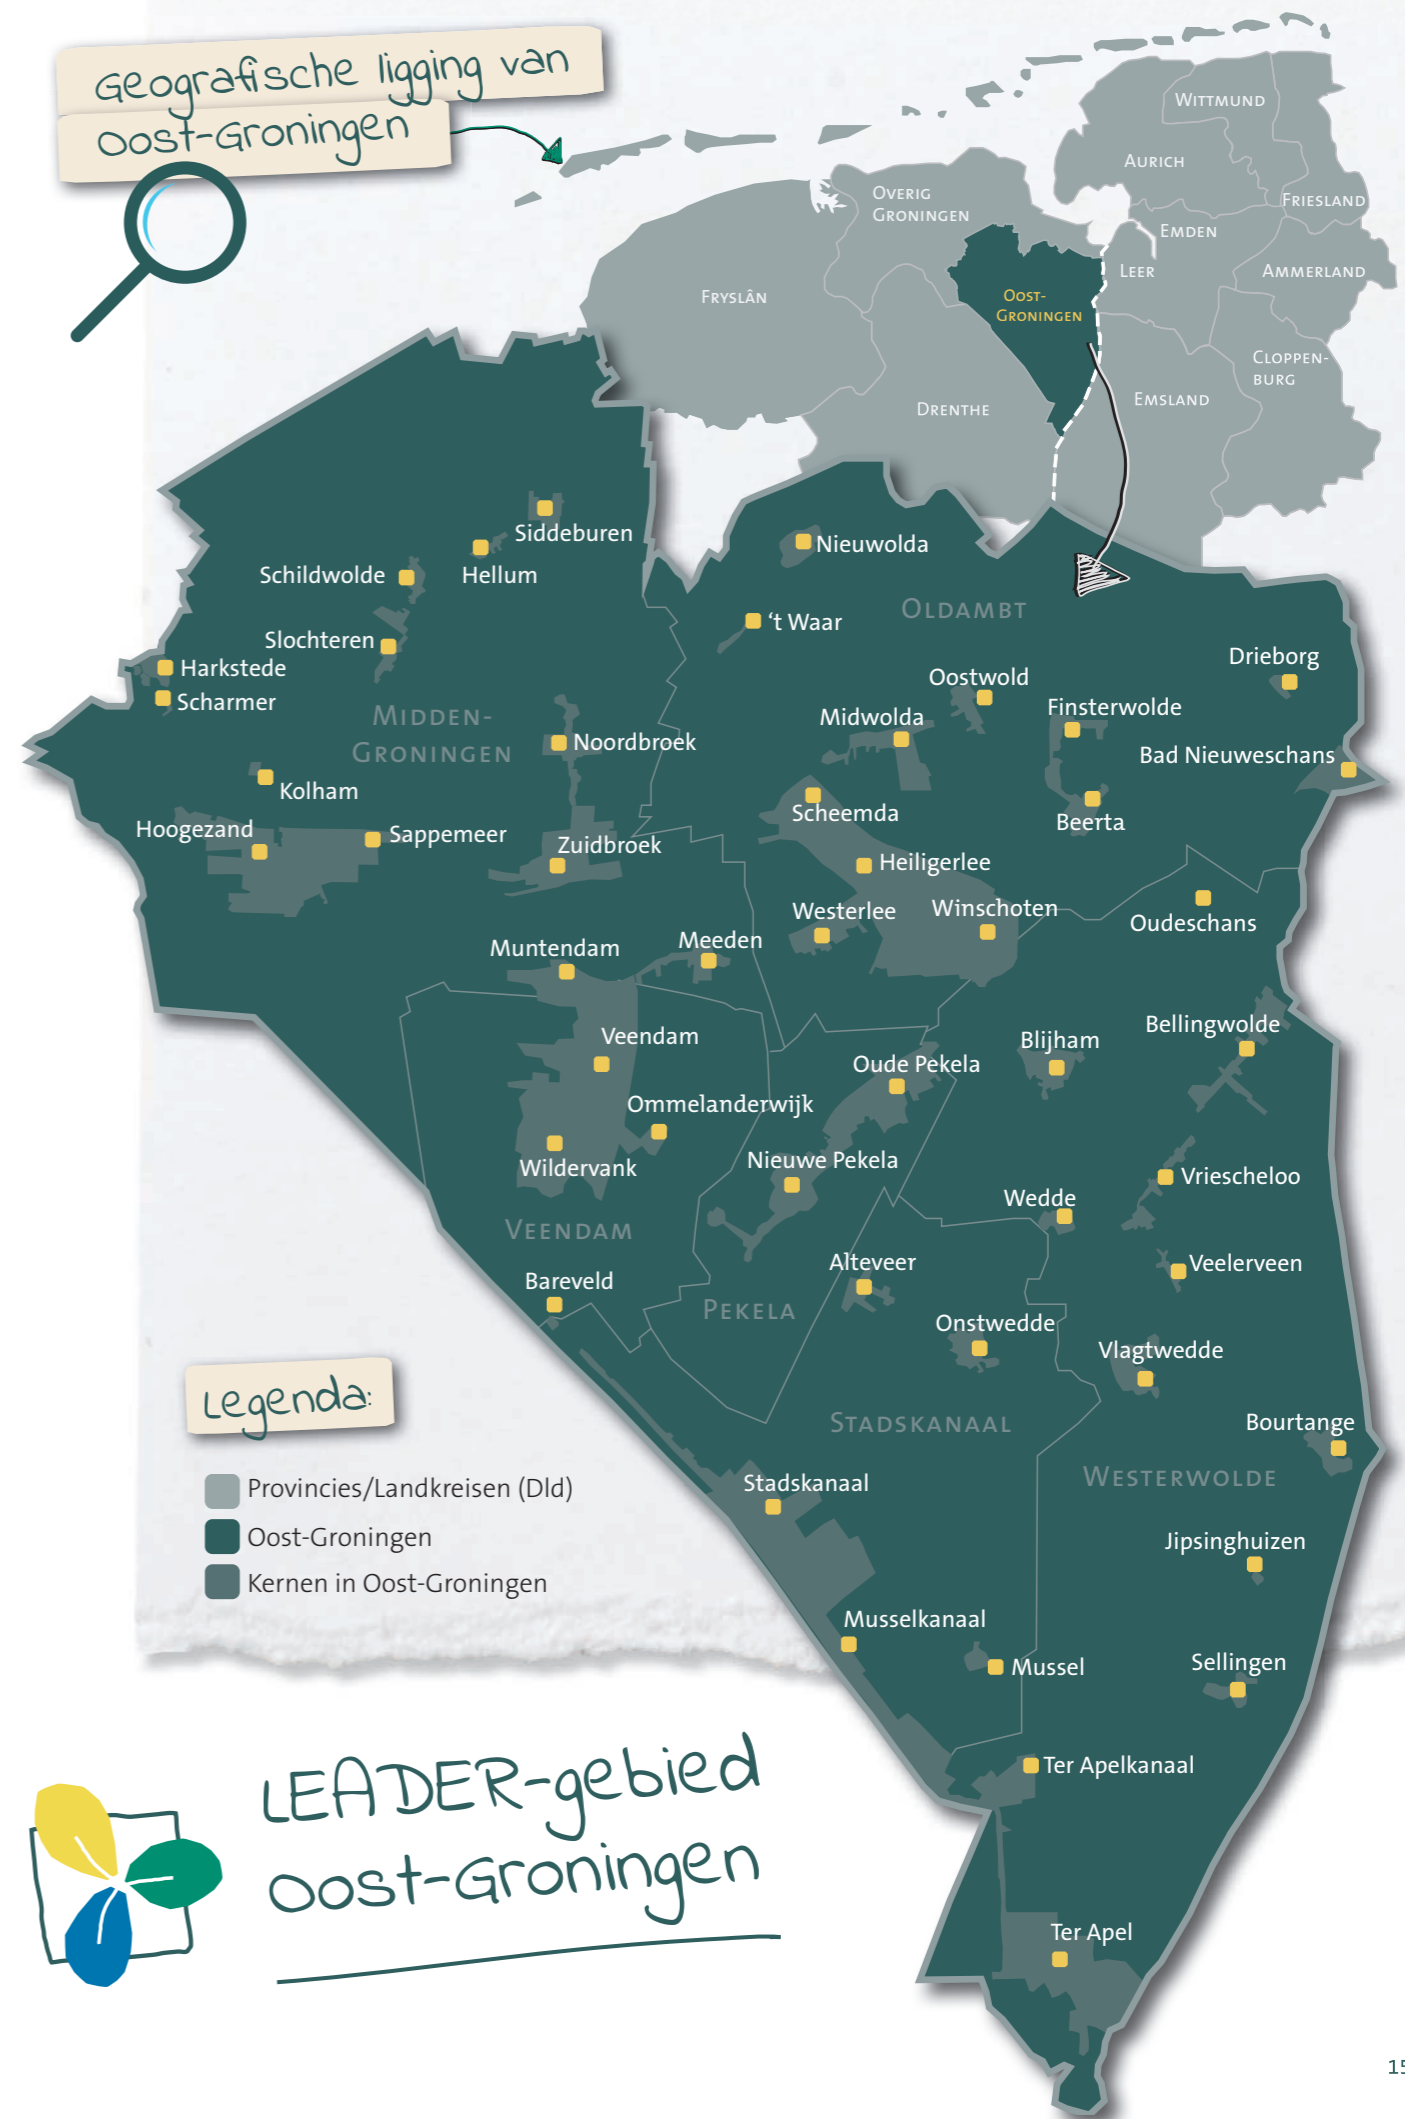 Geografische ligging van
Oost-Groningen
WITTMUND
AURICH
FRIESLAND
OVERIG
GRONINGEN
EMDEN
LEER
AMMERLAND
FRYSLÂN
OOST-
GRONINGEN
CLOPPEN-
BURG
DRENTHE
EMSLAND
Siddeburen
Nieuwolda
Schildwolde
Hellum
OLDAMBT
't Waar
Slochteren
Drieborg
Harkstede
Oostwold
Scharmer
Finsterwolde
Midwolda
MIDDEN-
GRONINGEN
Noordbroek
Bad Nieuweschans
Kolham
Scheemda
Beerta
Hoogezand
Sappemeer
Zuidbroek
Heiligerlee
Westerlee
Winschoten
Oudeschans
Muntendam
Meeden
Veendam
Bellingwolde
Blijham
Oude Pekela
Ommelanderwijk
Nieuwe Pekela
Wildervank
Vriescheloo
Wedde
VEENDAM
Alteveer
Veelerveen
Bareveld
PEKELA
Onstwedde
Vlagtwedde
Legenda:
STADSKANAAL
Bourtange
WESTERWOLDE
Provincies/Landkreisen (Dld)
Stadskanaal
Oost-Groningen
Jipsinghuizen
Kernen in Oost-Groningen
Musselkanaal
Mussel
Sellingen
Ter Apelkanaal
LEADER-gebied
Oost-Groningen
Ter Apel
15